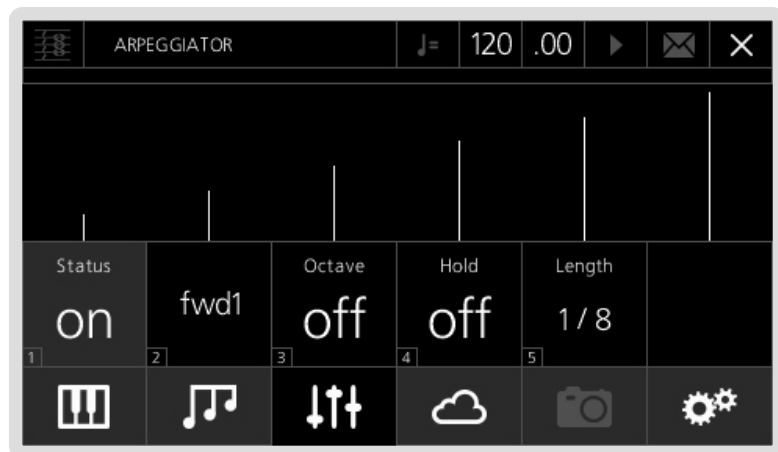 ARPEGGIATOR = 120 .00
Status Octave Hold Length
on fwd1 off off 1/8
1 2 3 4 5